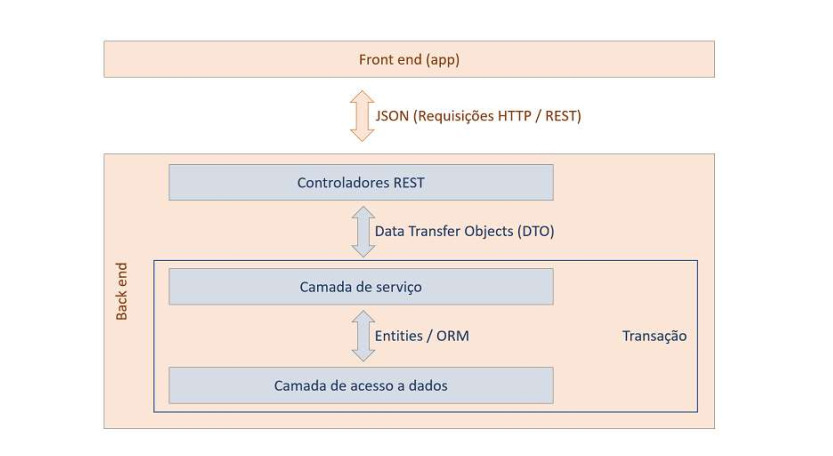 Front end (app)
JSON (Requisições HTTP / REST)
Controladores REST
Data Transfer Objects (DTO)
Back end
Camada de serviço
Entities / ORM
Transação
Camada de acesso a dados